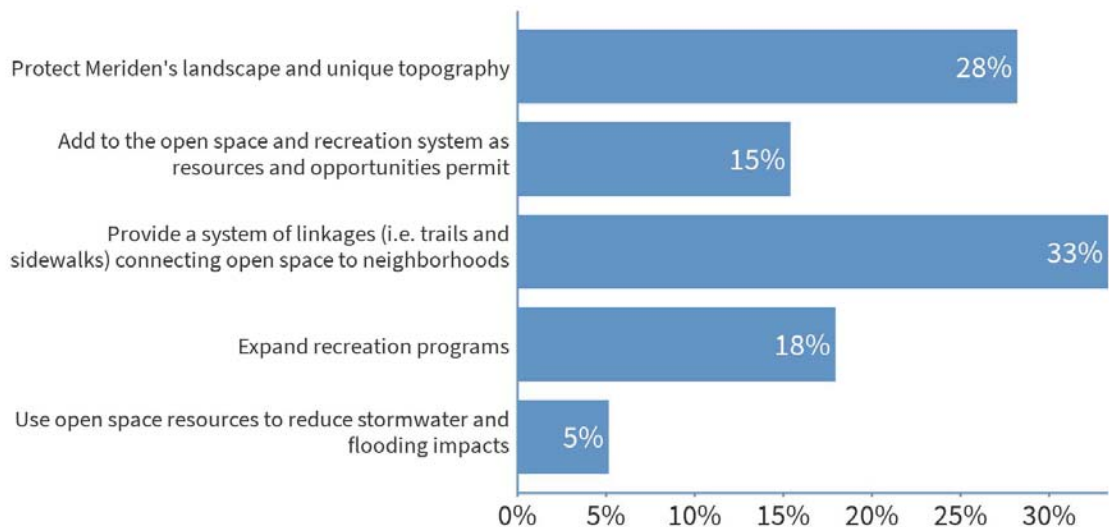 Protect Meriden's landscape and unique topography
28%
Add to the open space and recreation system as
resources and opportunities permit
15%
Provide a system of linkages (i.e. trails and
sidewalks) connecting open space to neighborhoods
33%
Expand recreation programs
18%
Use open space resources to reduce stormwater and
flooding impacts
5%
0% 5% 10% 15% 20% 25% 30%